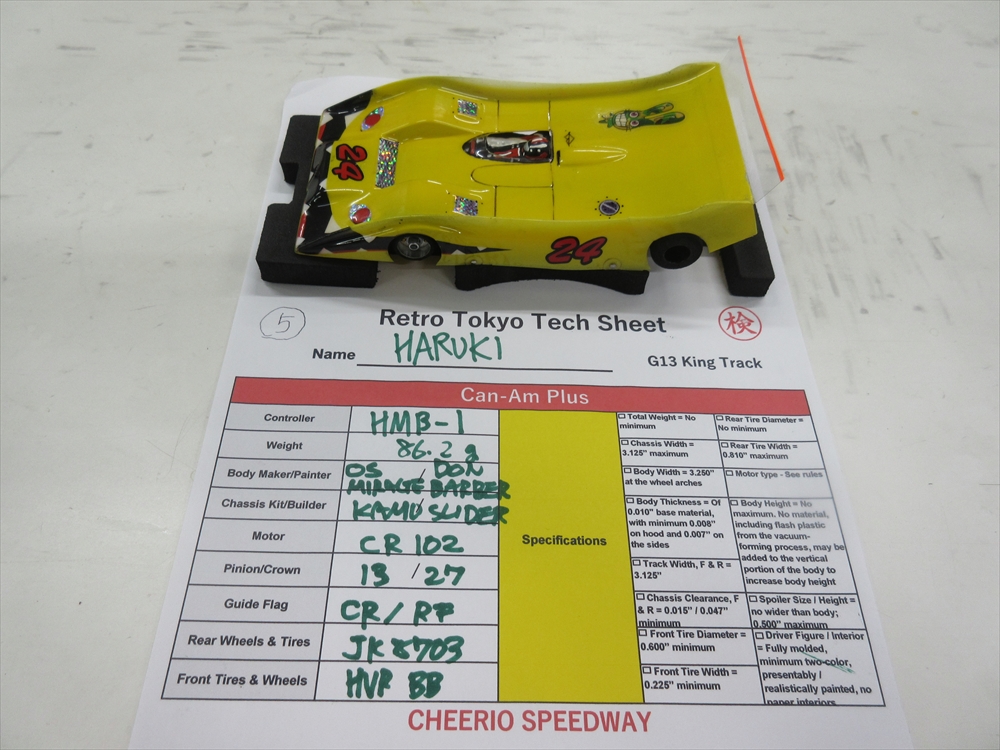 24
24
5
Retro Tokyo Tech Sheet
検
Name HARUKI
G13 King Track
Can-Am Plus
Controller HMB-1
Weight 86.2g
Body Maker/Painter OS / DON
MIRAGE BARBER
Chassis Kit/Builder KAMU/SLIDER
Motor CR 102
Pinion/Crown 13 / 27
Guide Flag CR / RF
Rear Wheels & Tires JK 8703
Front Tires & Wheels HVR BB
Specifications
☐ Total Weight = No
minimum
☐ Chassis Width =
3.125" maximum
☐ Body Width = 3.250"
at the wheel arches
☐ Body Thickness = Of
0.010" base material,
with minimum 0.008"
on hood and 0.007" on
the sides
☐ Track Width, F & R =
3.125"
☐ Chassis Clearance, F
& R = 0.015" / 0.047"
minimum
☐ Front Tire Diameter =
0.600" minimum
☐ Front Tire Width =
0.225" minimum
☐ Rear Tire Diameter =
No minimum
☐ Rear Tire Width =
0.810" maximum
☐ Motor type - See rules
☐ Body Height = No
maximum. No material,
including flash plastic
from the vacuum-
forming process, may be
added to the vertical
portion of the body to
increase body height
☐ Spoiler Size / Height =
no wider than body;
0.500" maximum
☐ Driver Figure / Interior
= Fully molded,
minimum two-color,
presentably /
realistically painted, no
paper interiors
CHEERIO SPEEDWAY